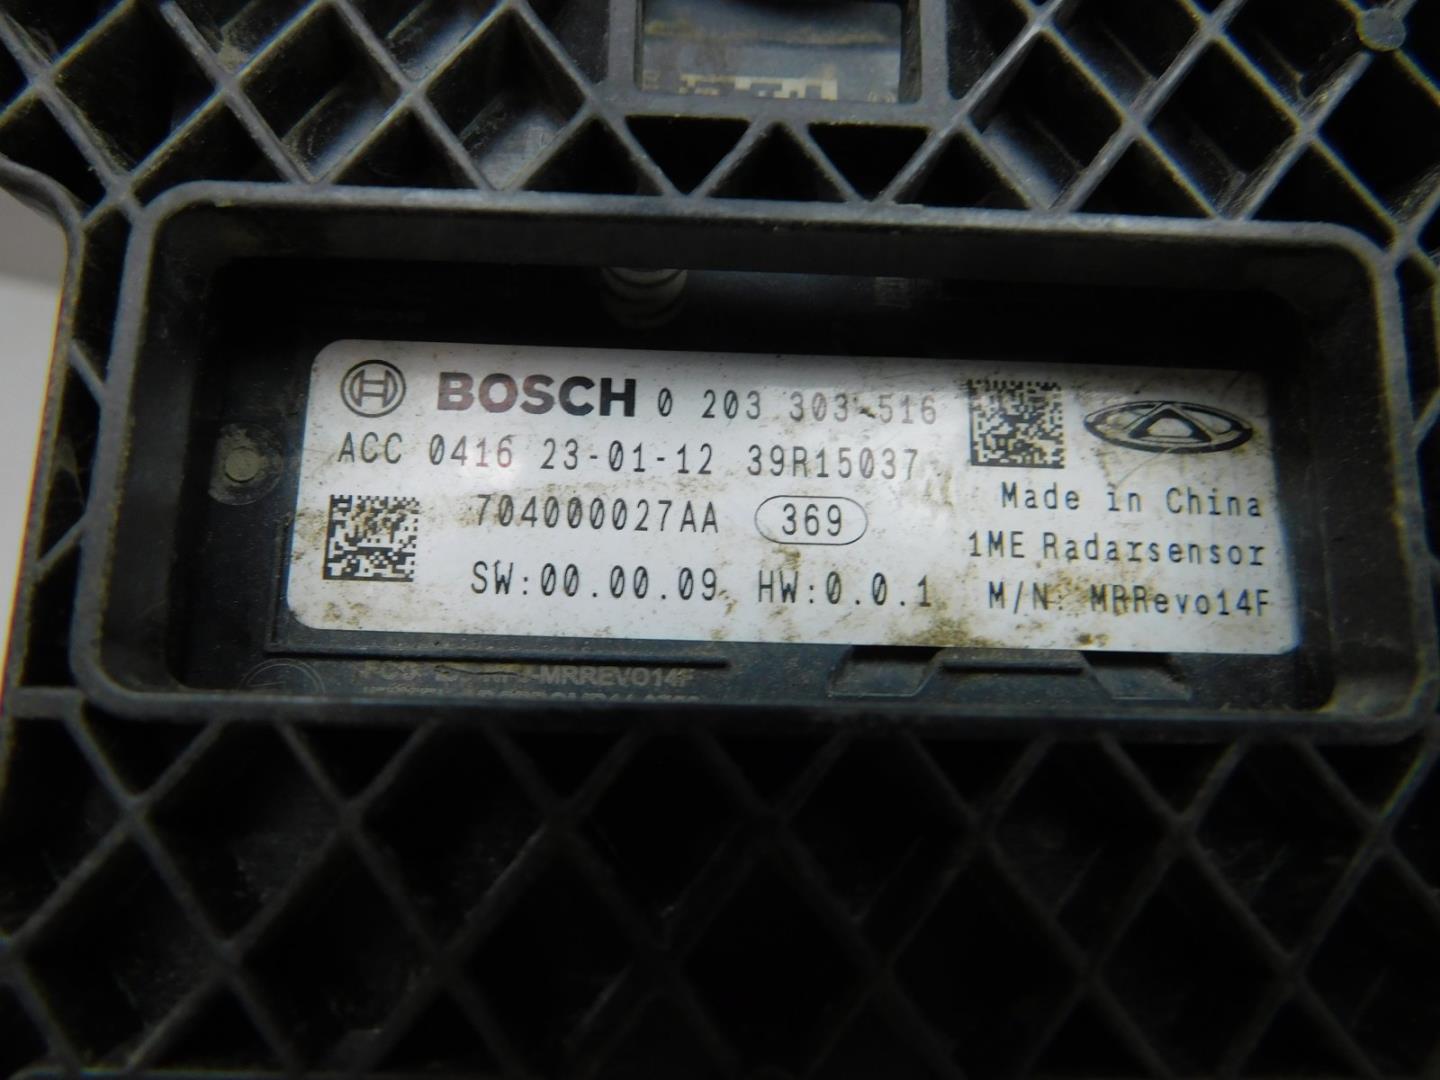 BOSCH 0 203 303 516
ACC 0416 23-01-12 39R15037
704000027AA 369
SW:00.00.09 HW:0.0.1
Made in China
1ME Radarsensor
M/N: MRRevo14F
-MRREVO14F